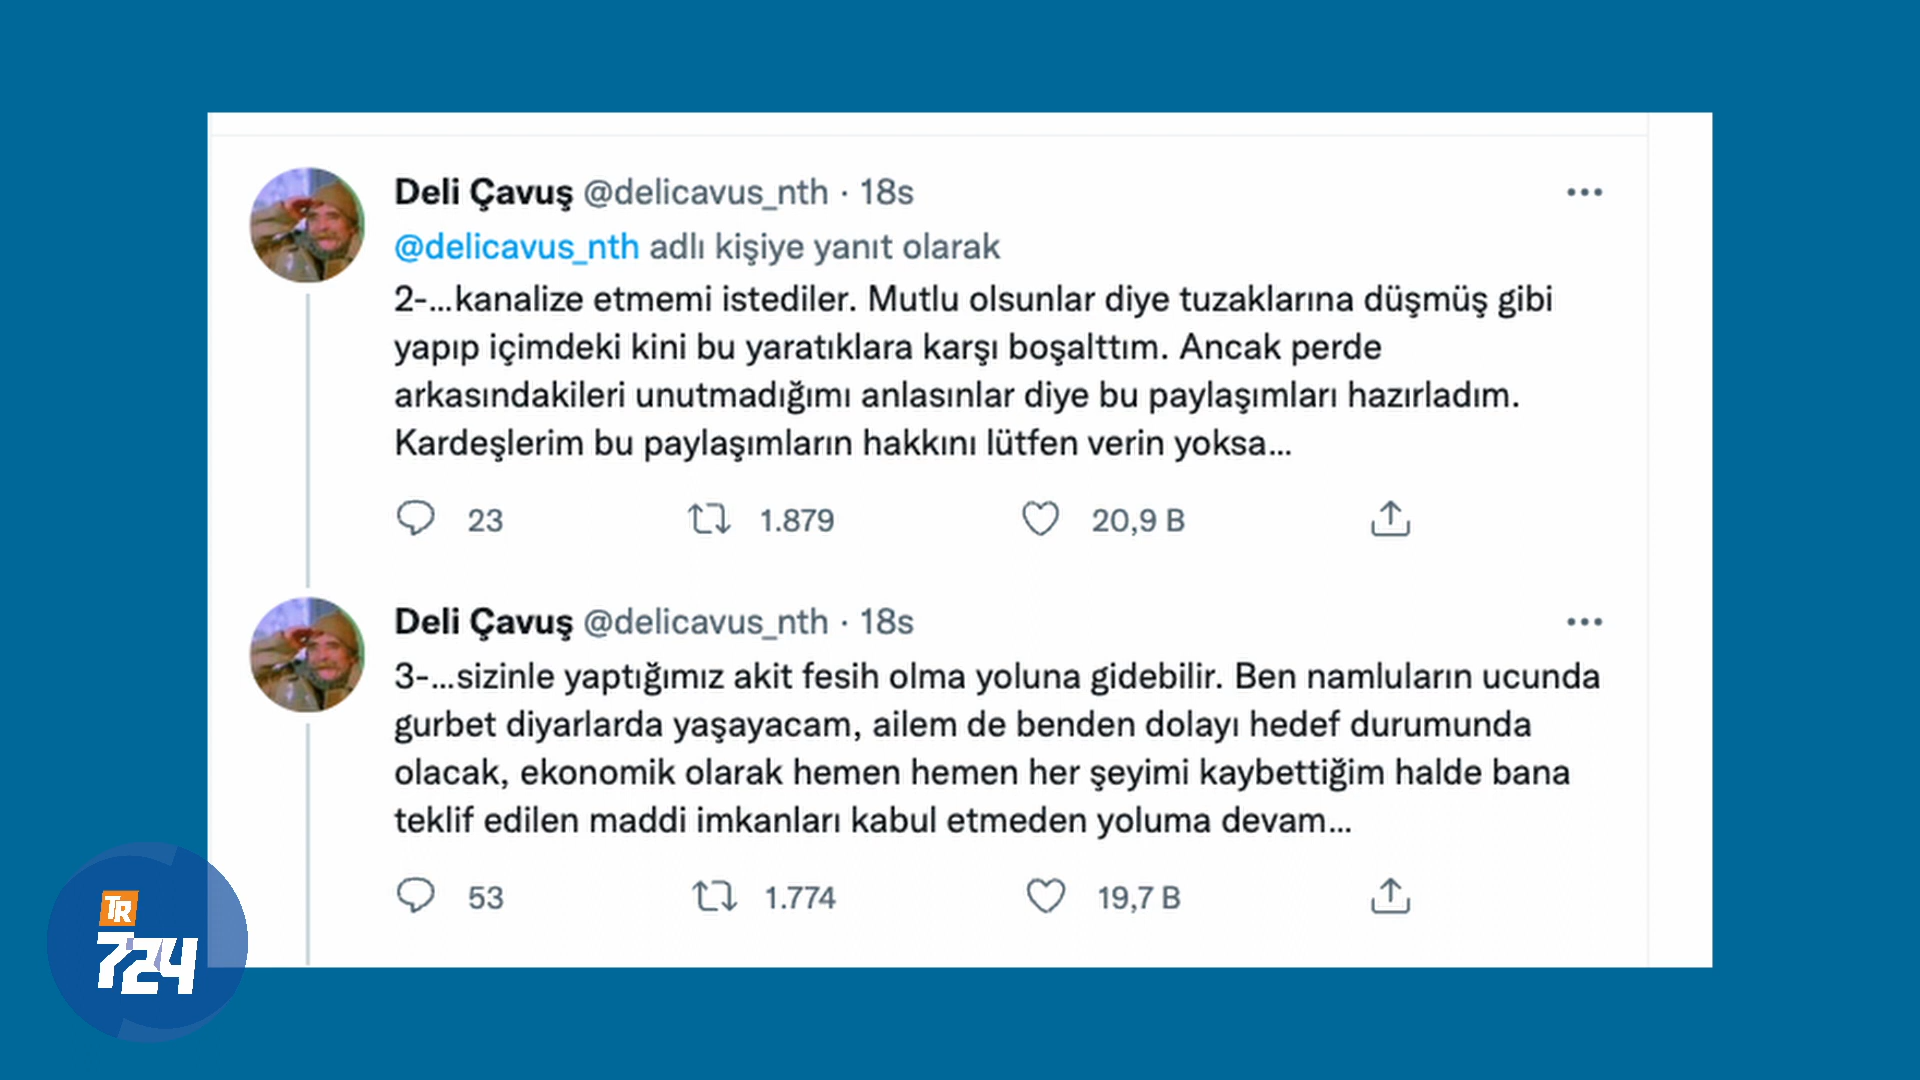 Deli Çavuş @delicavus_nth · 18s
@delicavus_nth adlı kişiye yanıt olarak
2-...kanalize etmemi istediler. Mutlu olsunlar diye tuzaklarına düşmüş gibi
yapıp içimdeki kini bu yaratıklara karşı boşalttım. Ancak perde
arkasındakileri unutmadığımı anlasınlar diye bu paylaşımları hazırladım.
Kardeşlerim bu paylaşımların hakkını lütfen verin yoksa...
23 1.879 20,9 B
Deli Çavuş @delicavus_nth · 18s
3-...sizinle yaptığımız akit fesih olma yoluna gidebilir. Ben namluların ucunda
gurbet diyarlarda yaşayacam, ailem de benden dolayı hedef durumunda
olacak, ekonomik olarak hemen hemen her şeyimi kaybettiğim halde bana
teklif edilen maddi imkanları kabul etmeden yoluma devam...
53 1.774 19,7 B
TR
724